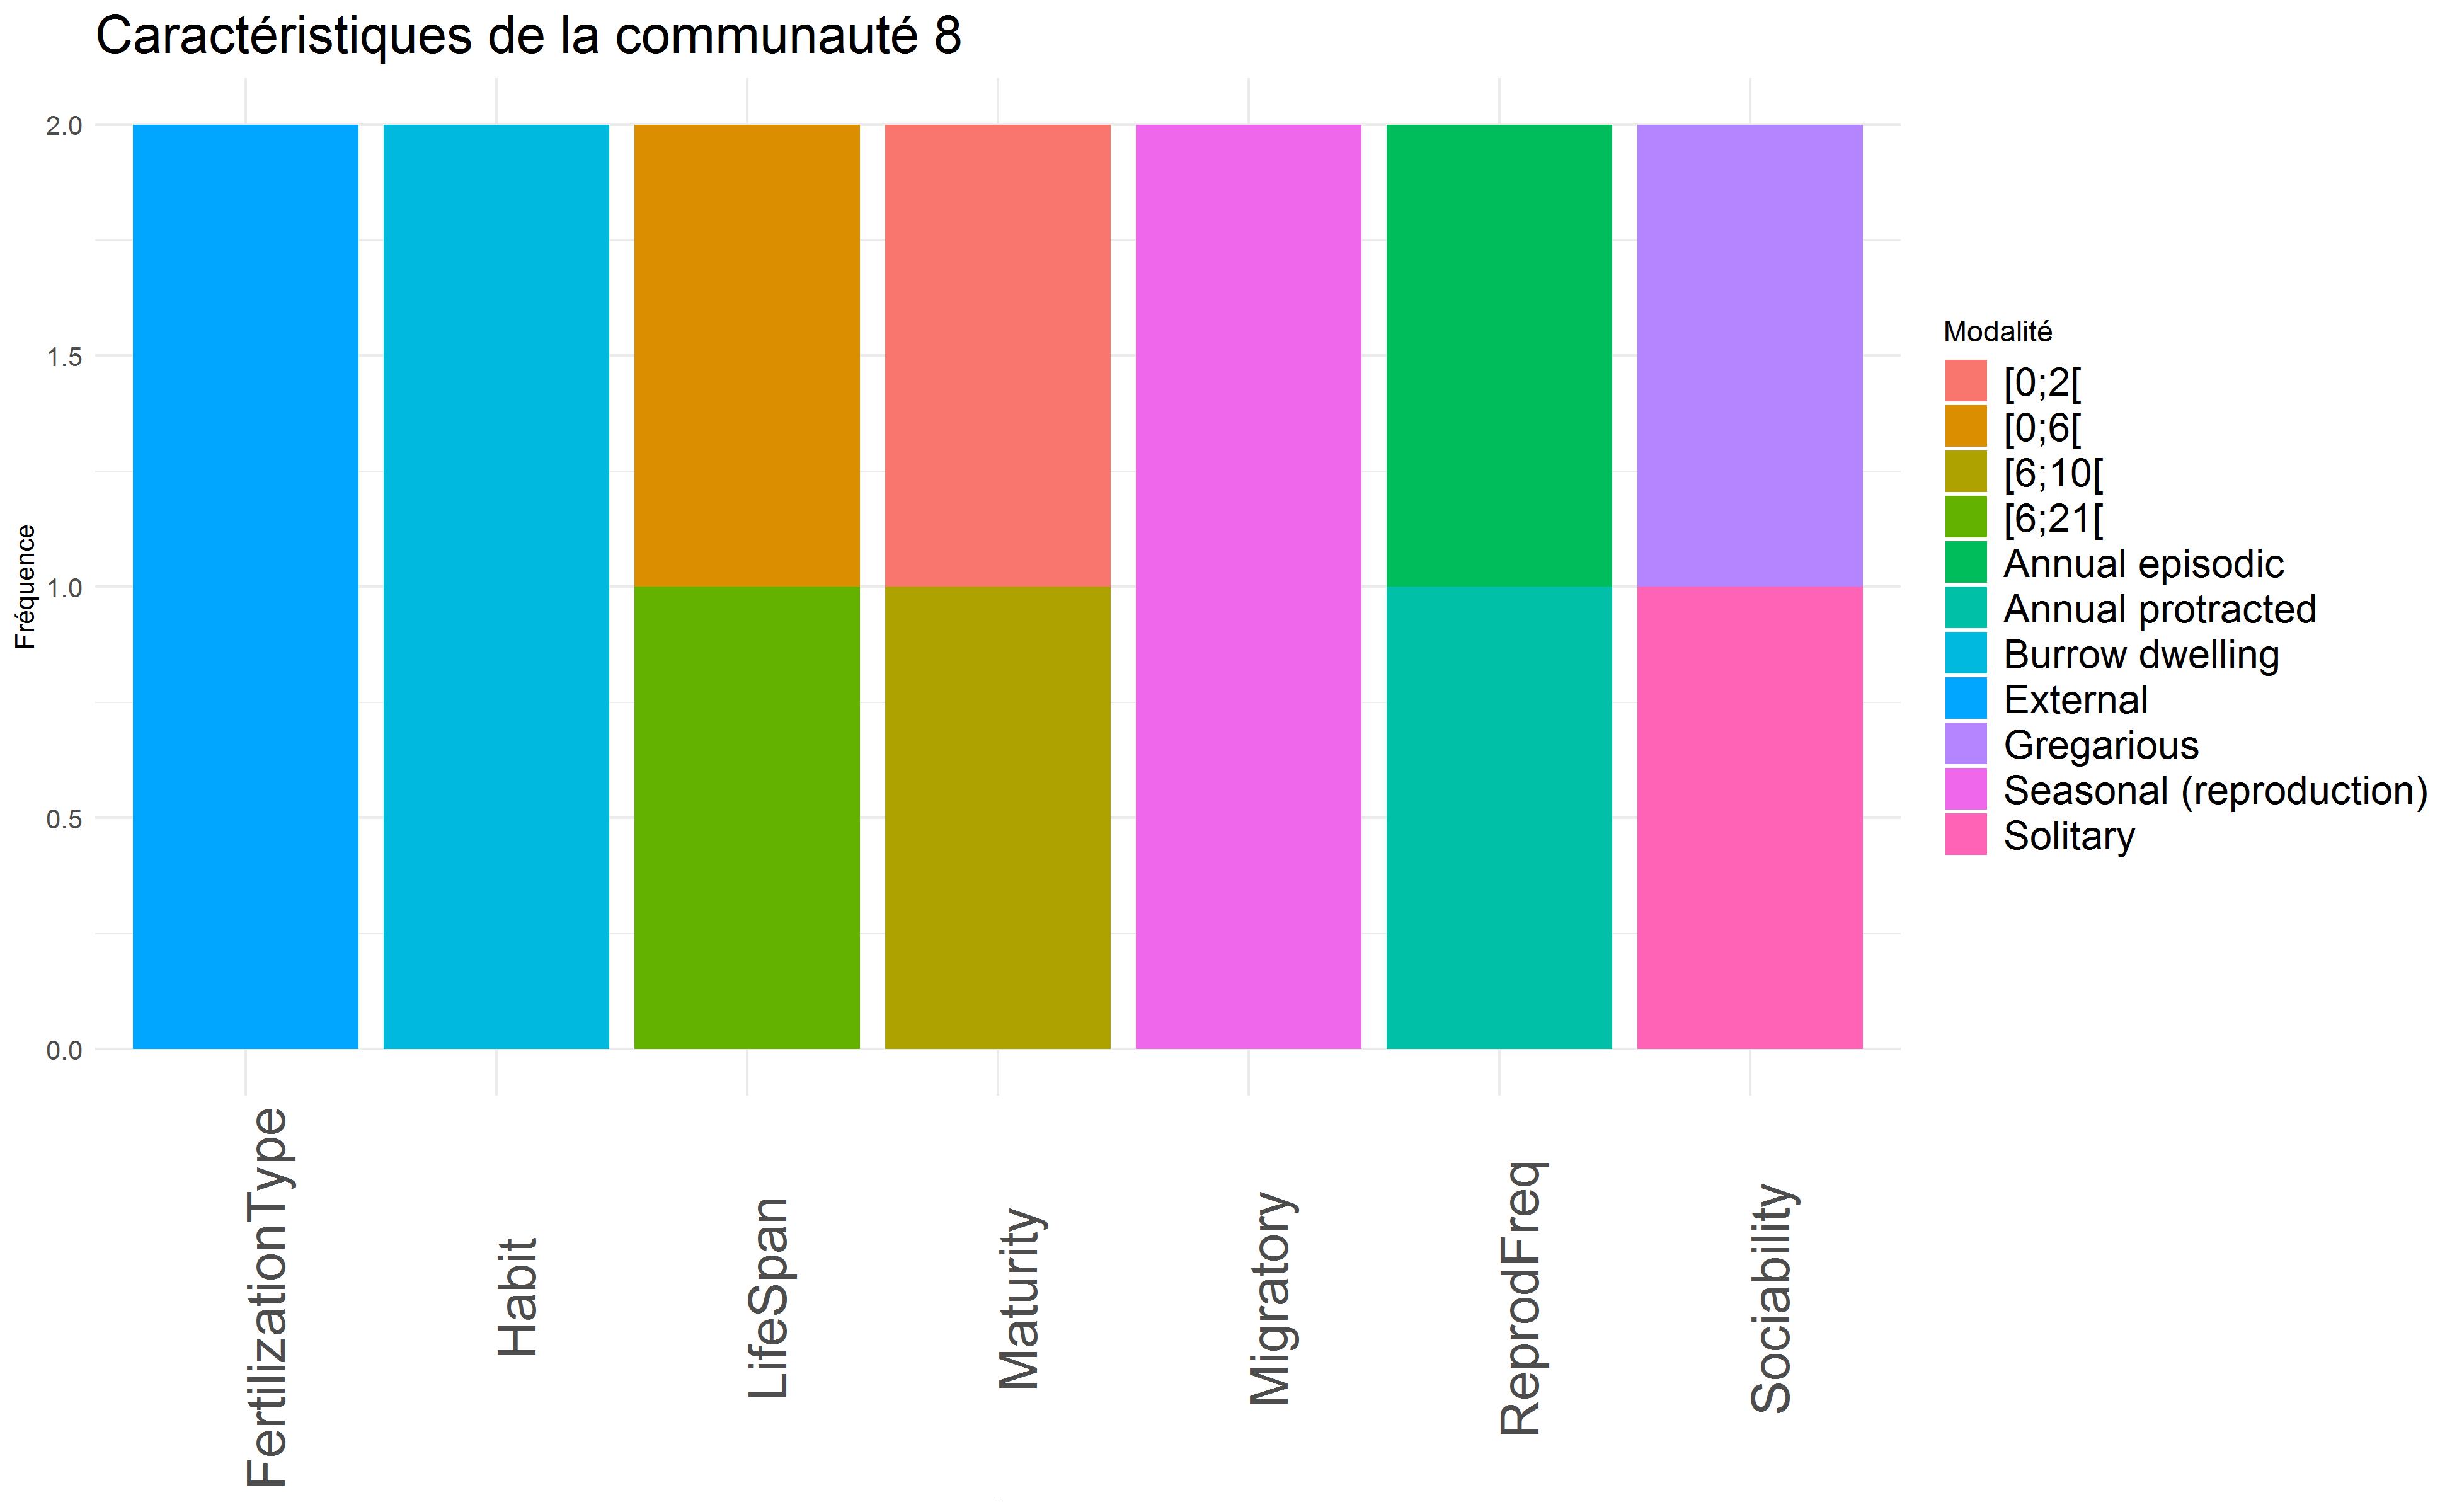 Caractéristiques de la communauté 8
Fréquence
2.0
1.5
1.0
0.5
0.0
FertilizationType
Habit
LifeSpan
Maturity
Migratory
ReprodFreq
Sociability
Modalité
[0;2[
[0;6[
[6;10[
[6;21[
Annual episodic
Annual protracted
Burrow dwelling
External
Gregarious
Seasonal (reproduction)
Solitary